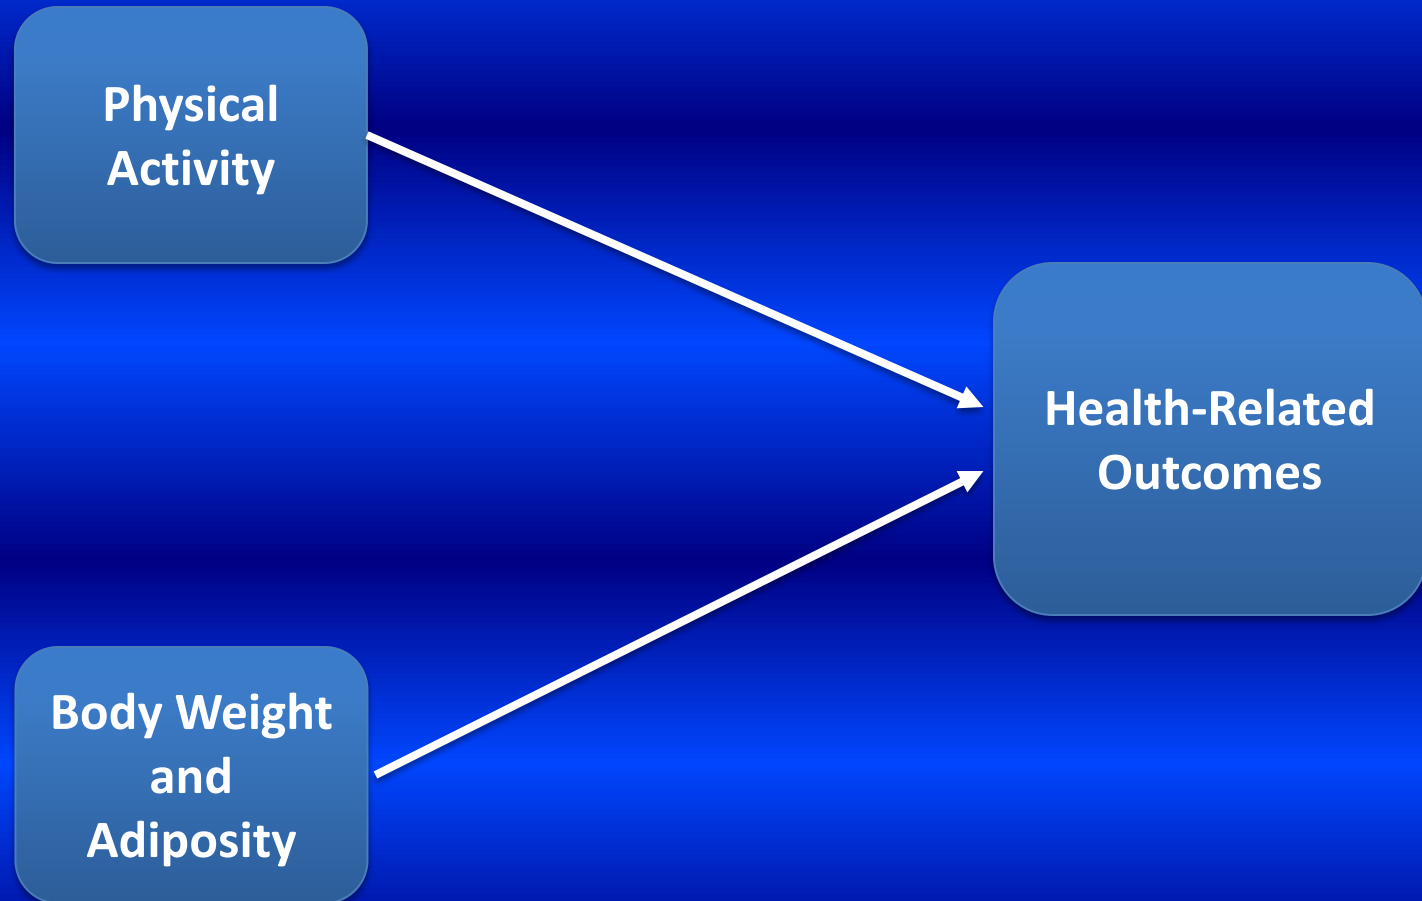 Physical
Activity
Health-Related
Outcomes
Body Weight
and
Adiposity